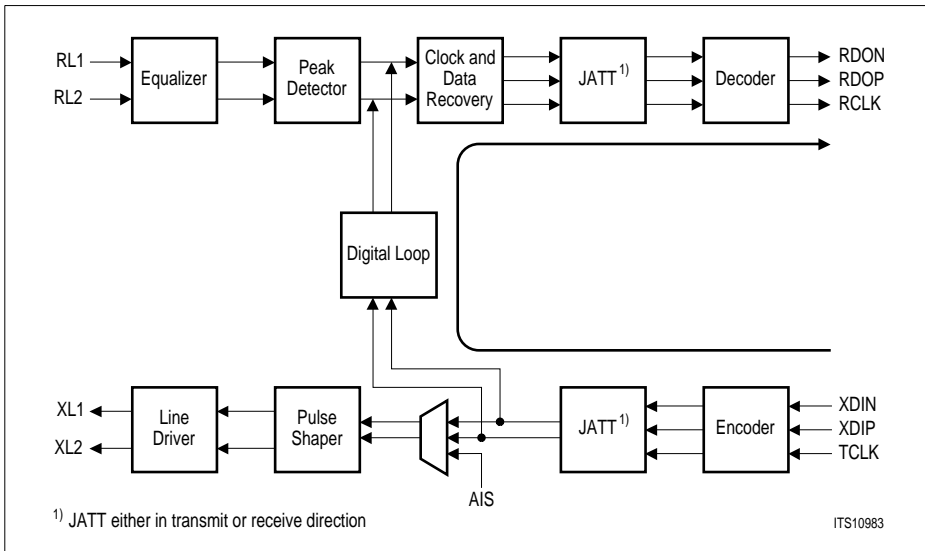 RL1
RL2
Equalizer
Peak
Detector
Clock and
Data
Recovery
JATT 1)
Decoder
RDON
RDOP
RCLK
Digital Loop
XL1
XL2
Line
Driver
Pulse
Shaper
AIS
JATT 1)
Encoder
XDIN
XDIP
TCLK
1) JATT either in transmit or receive direction
ITS10983